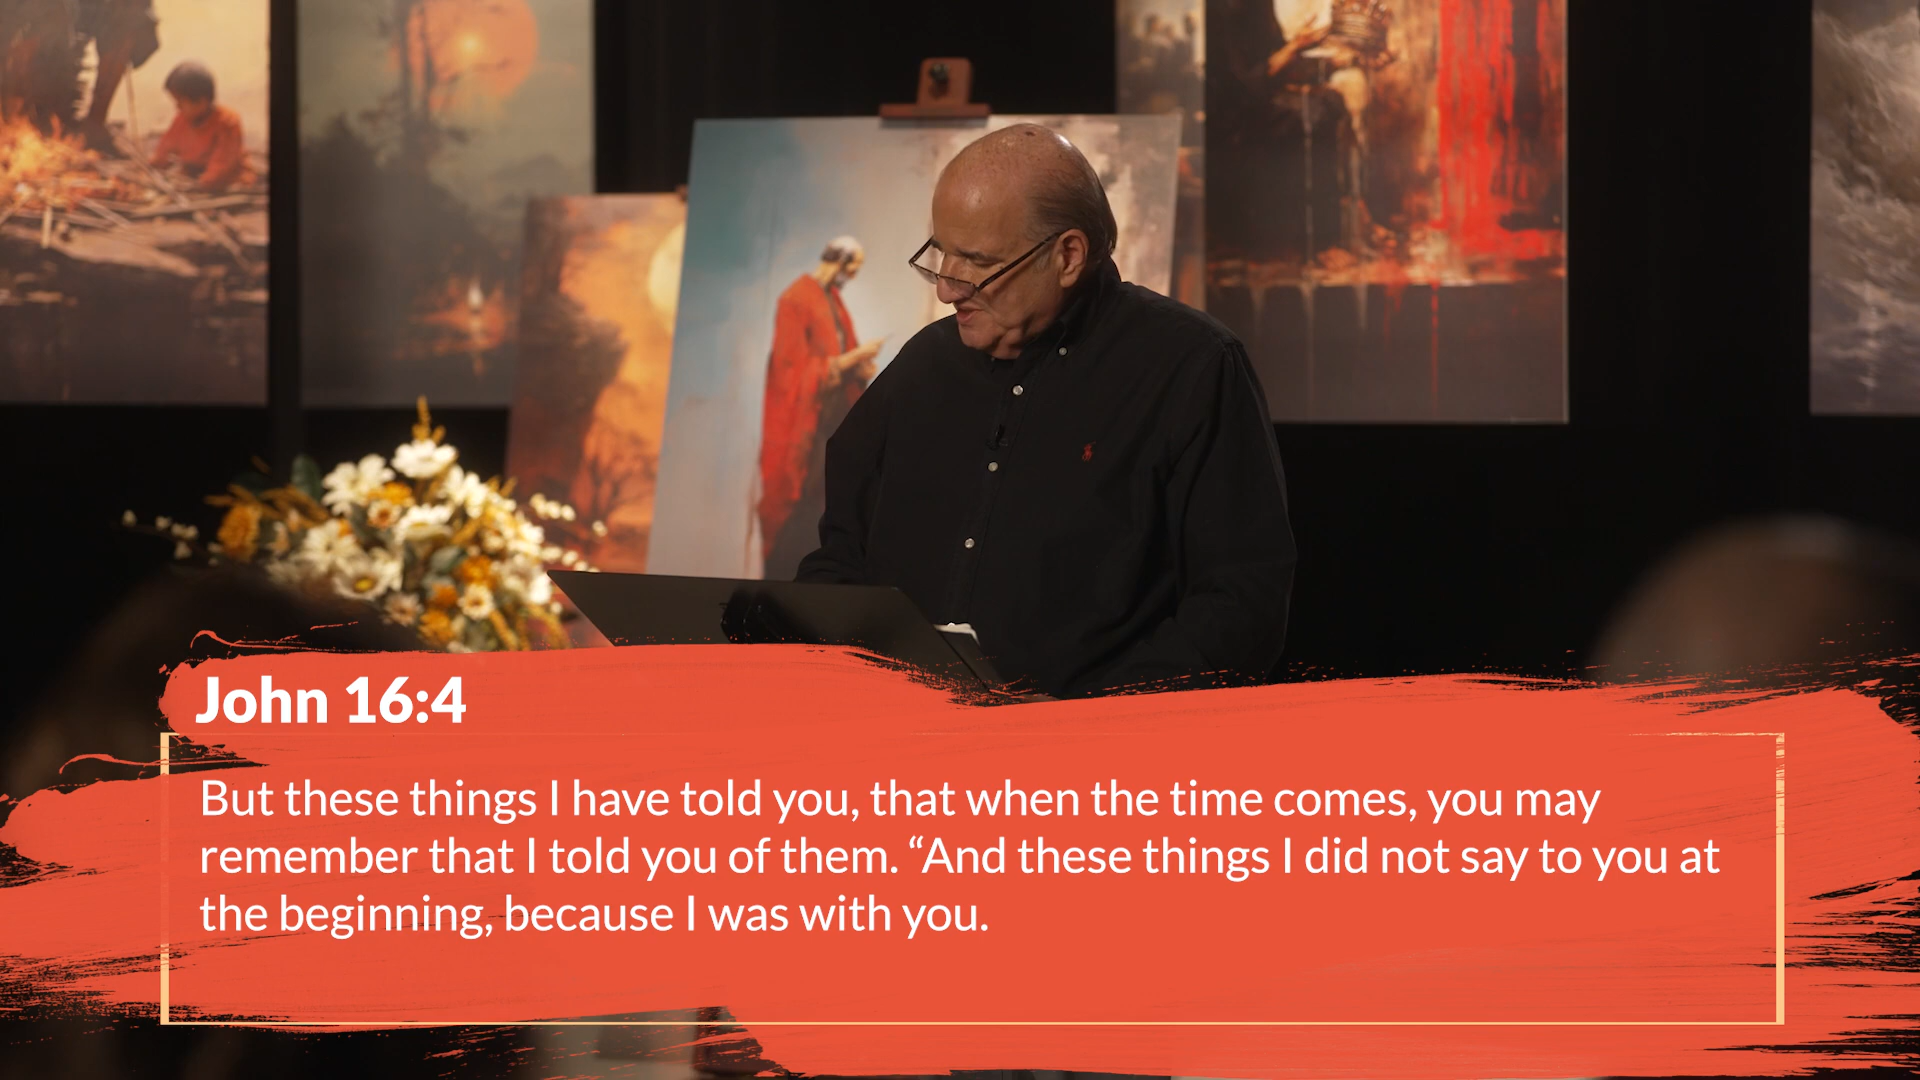 John 16:4
But these things I have told you, that when the time comes, you may
remember that I told you of them. “And these things I did not say to you at
the beginning, because I was with you.